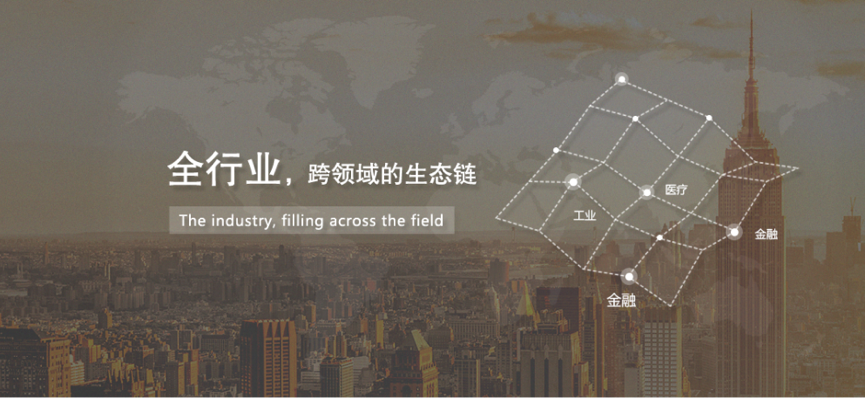 全行业，跨领域的生态链
The industry, filling across the field
医疗
工业
金融
金融